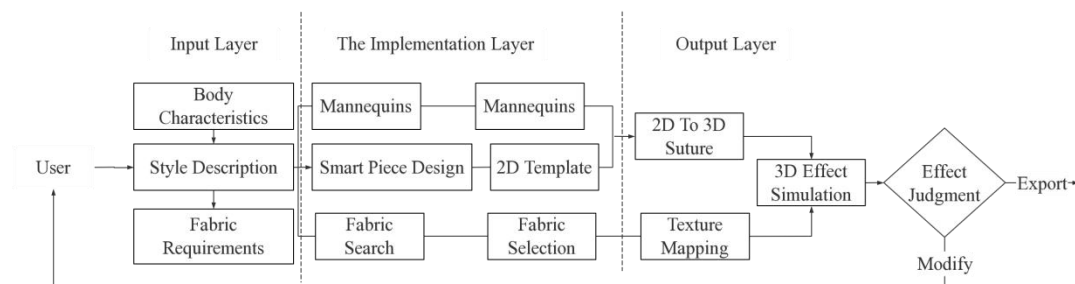 Input Layer
The Implementation Layer
Output Layer
Body
Characteristics
Mannequins
Mannequins
2D To 3D
Suture
User
Style Description
Smart Piece Design
2D Template
3D Effect
Simulation
Effect
Judgment
Export
Fabric
Requirements
Fabric
Search
Fabric
Selection
Texture
Mapping
Modify